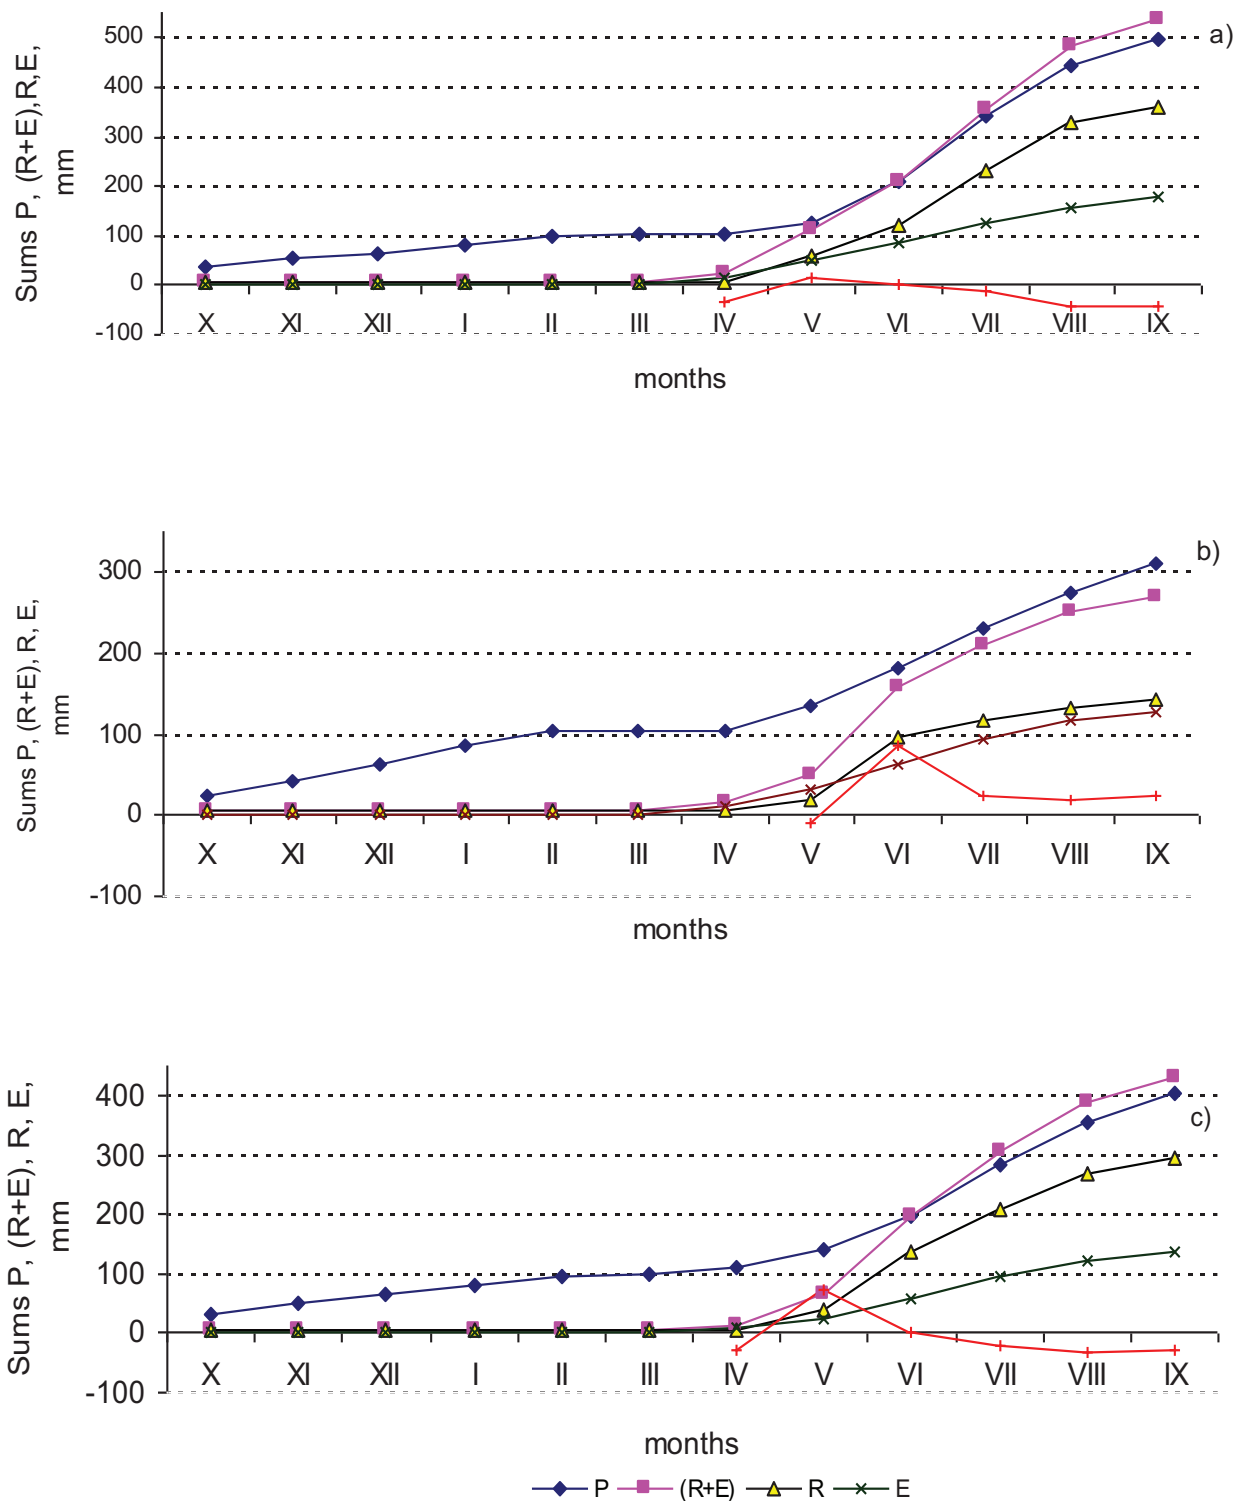 a)
Sums P, (R+E),R,E,
mm
500
400
300
200
100
0
-100
X XI XII I II III IV V VI VII VIII IX
months
b)
Sums P, (R+E), R, E,
mm
300
200
100
0
-100
X XI XII I II III IV V VI VII VIII IX
months
c)
Sums P, (R+E), R, E,
mm
400
300
200
100
0
-100
X XI XII I II III IV V VI VII VIII IX
months
P (R+E) R E